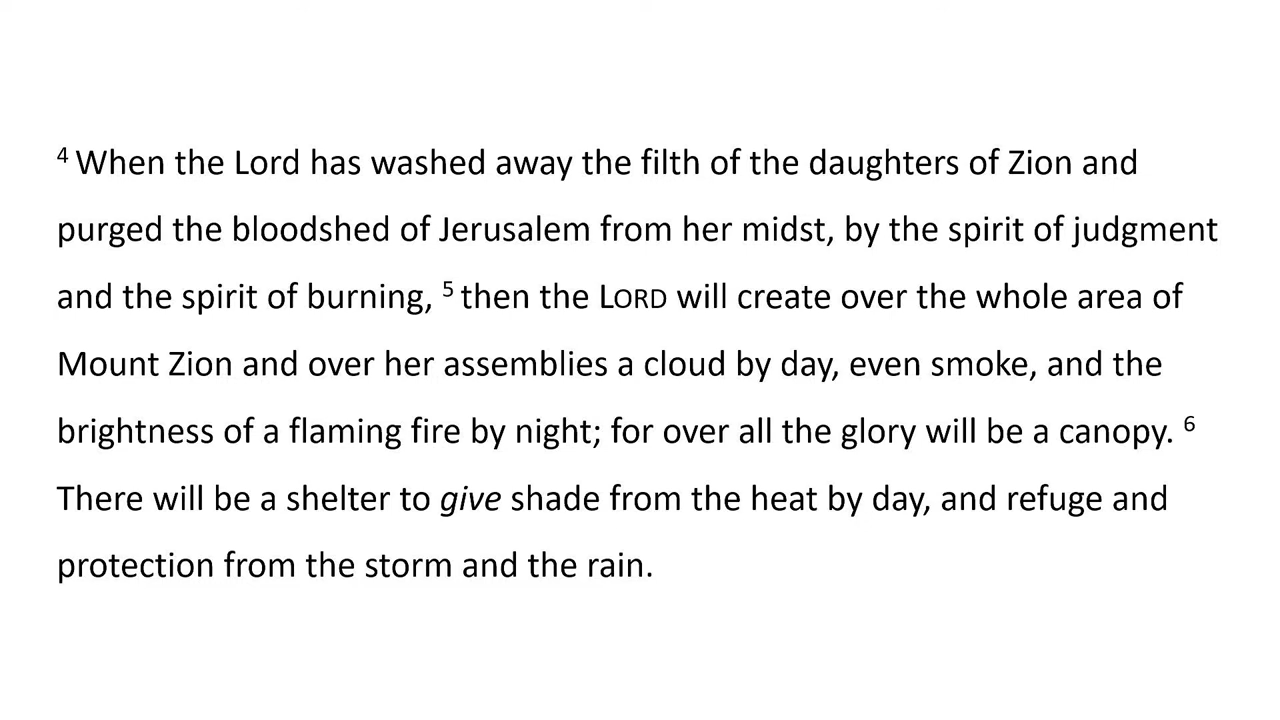 4 When the Lord has washed away the filth of the daughters of Zion and
purged the bloodshed of Jerusalem from her midst, by the spirit of judgment
and the spirit of burning, 5 then the LORD will create over the whole area of
Mount Zion and over her assemblies a cloud by day, even smoke, and the
brightness of a flaming fire by night; for over all the glory will be a canopy. 6
There will be a shelter to give shade from the heat by day, and refuge and
protection from the storm and the rain.